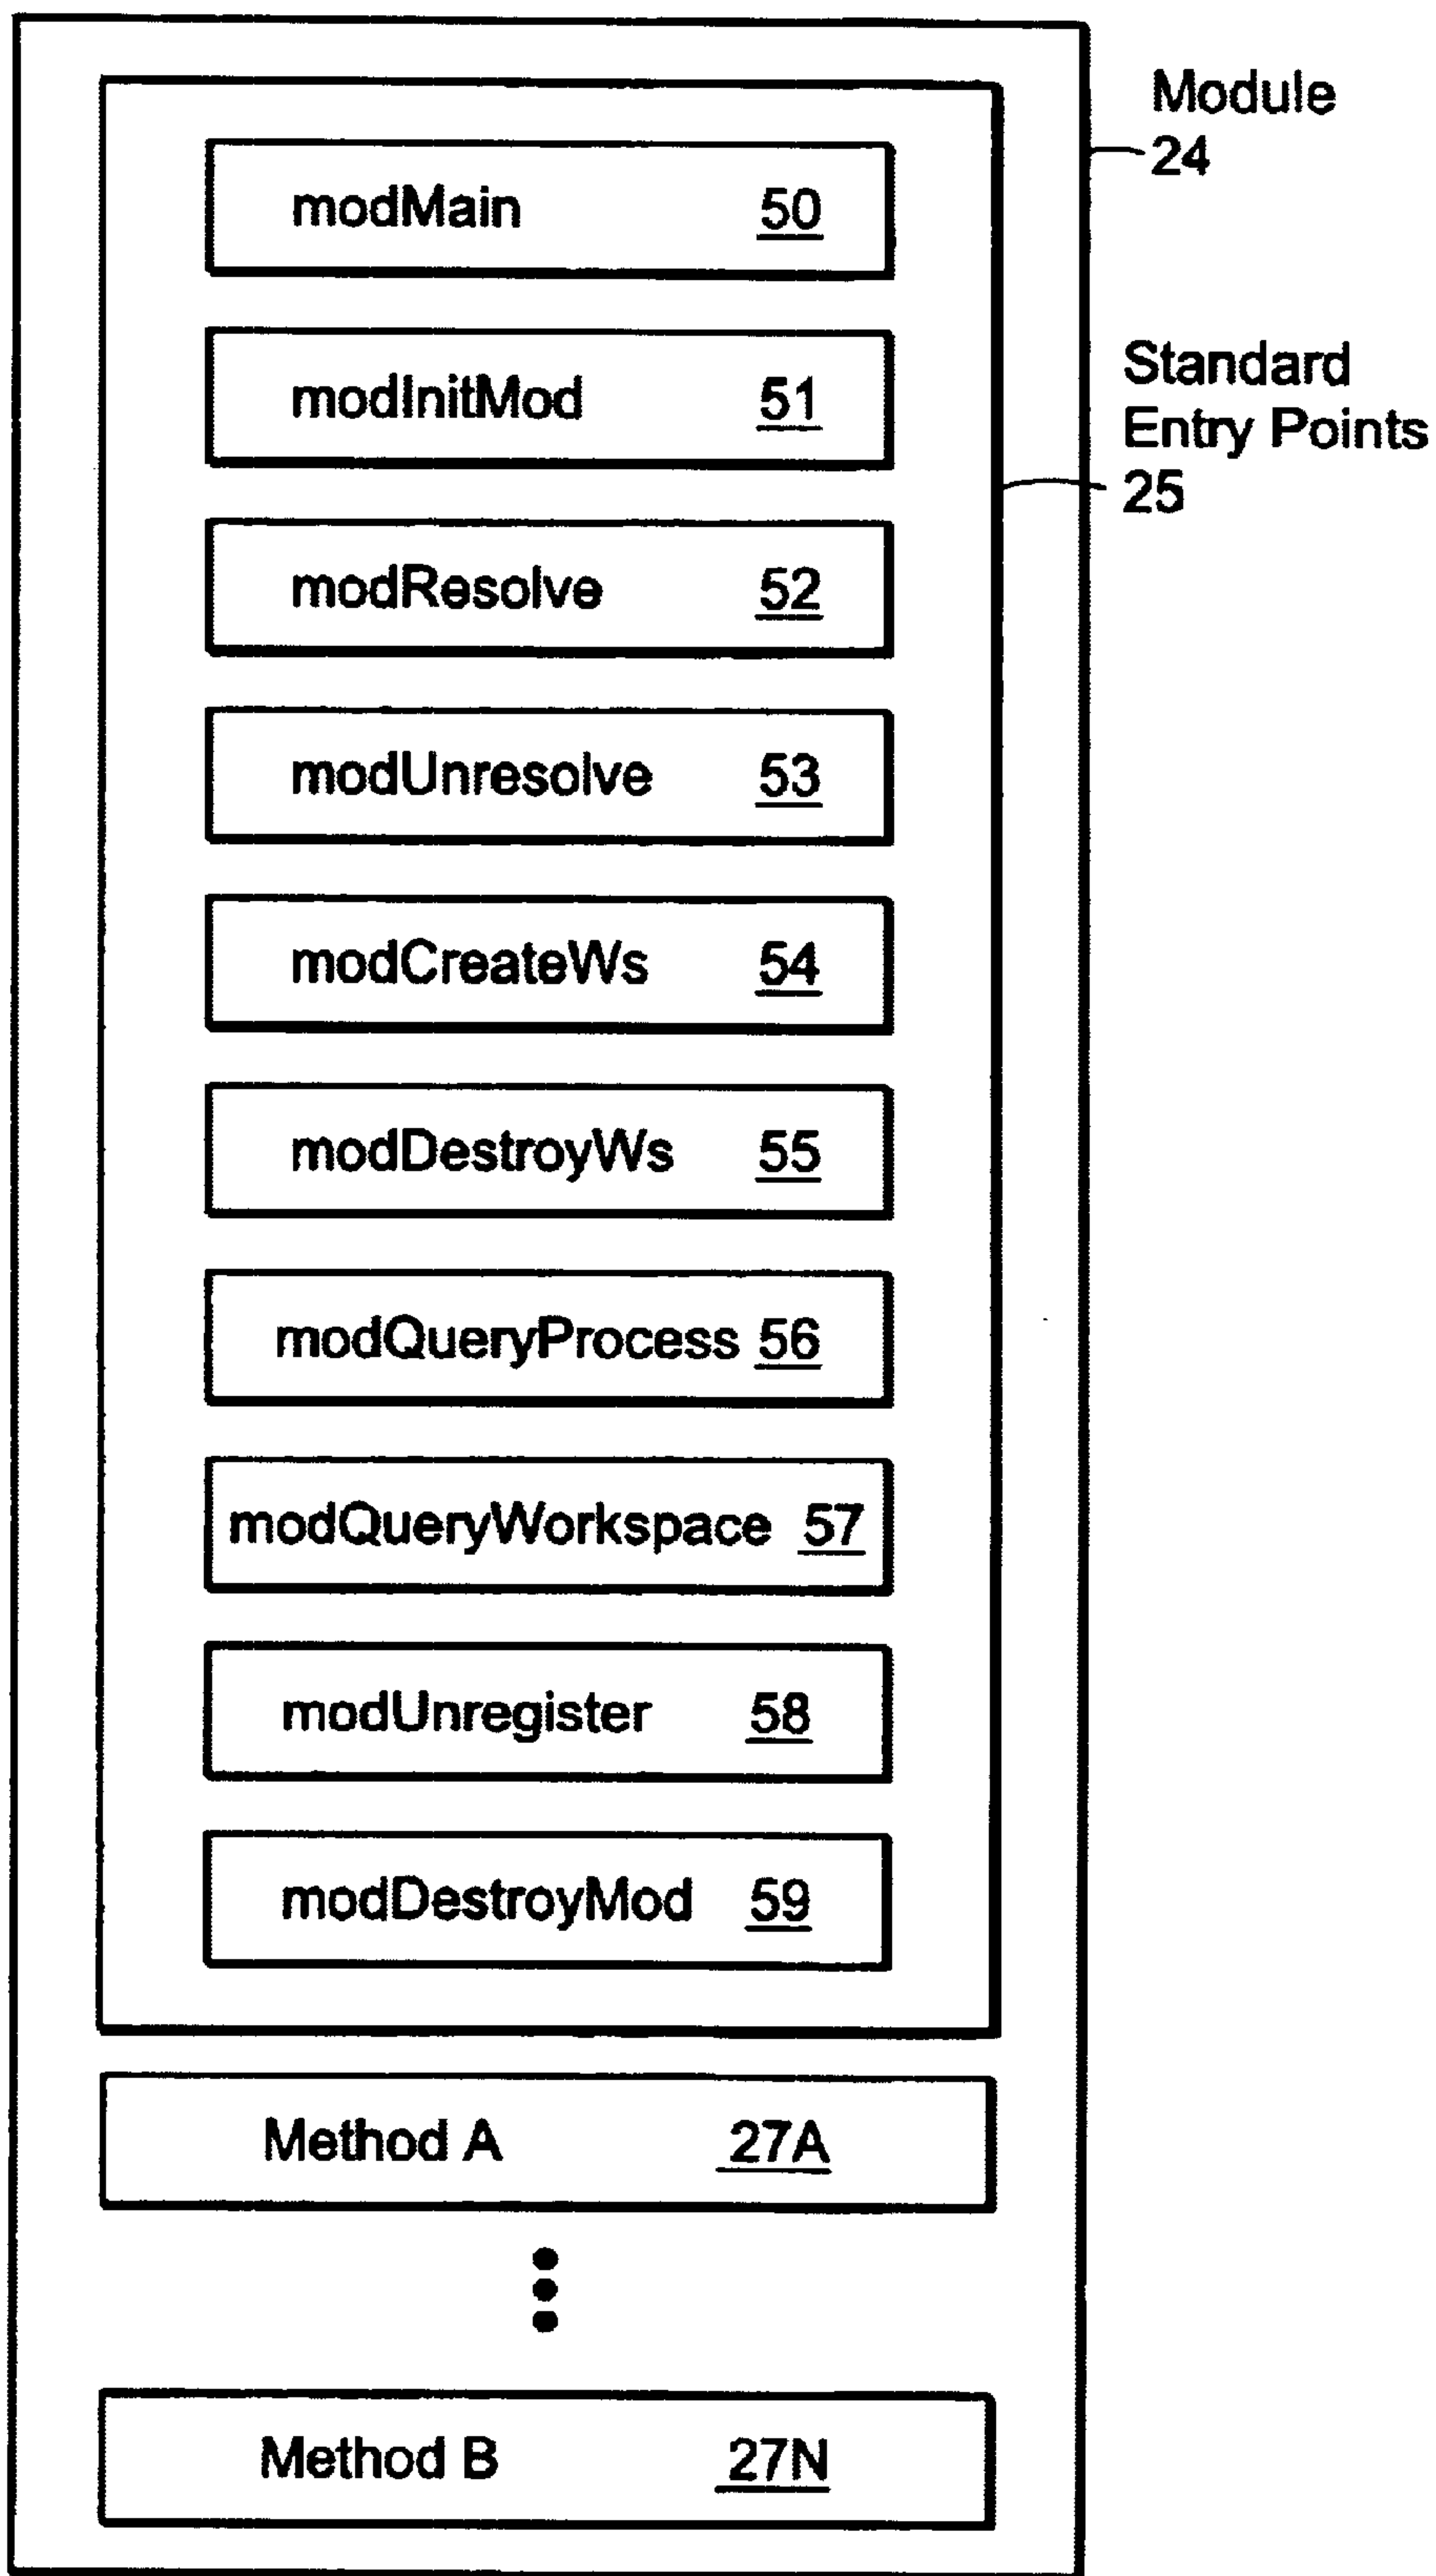 Module
24
modMain 50
modInitMod 51
Standard
Entry Points
25
modResolve 52
modUnresolve 53
modCreateWs 54
modDestroyWs 55
modQueryProcess 56
modQueryWorkspace 57
modUnregister 58
modDestroyMod 59
Method A 27A
Method B 27N